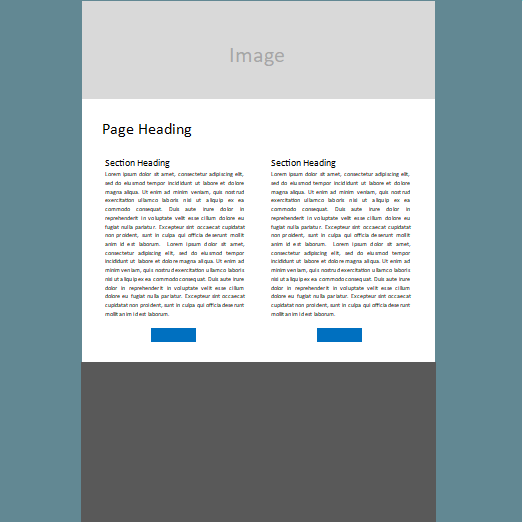 Image
Page Heading
Section Heading
Lorem ipsum dolor sit amet, consectetur adipiscing elit,
sed do eiusmod tempor incididunt ut labore et dolore
magna aliqua. Ut enim ad minim veniam, quis nostrud
exercitation ullamco laboris nisi ut aliquip ex ea
commodo consequat. Duis aute irure dolor in
reprehenderit in voluptate velit esse cillum dolore eu
fugiat nulla pariatur. Excepteur sint occaecat cupidatat
non proident, sunt in culpa qui officia deserunt mollit
anim id est laborum. Lorem ipsum dolor sit amet,
consectetur adipiscing elit, sed do eiusmod tempor
incididunt ut labore et dolore magna aliqua. Ut enim ad
minim veniam, quis nostrud exercitation ullamco laboris
nisi ut aliquip ex ea commodo consequat. Duis aute irure
dolor in reprehenderit in voluptate velit esse cillum
dolore eu fugiat nulla pariatur. Excepteur sint occaecat
cupidatat non proident, sunt in culpa qui officia deserunt
mollit anim id est laborum.
Section Heading
Lorem ipsum dolor sit amet, consectetur adipiscing elit,
sed do eiusmod tempor incididunt ut labore et dolore
magna aliqua. Ut enim ad minim veniam, quis nostrud
exercitation ullamco laboris nisi ut aliquip ex ea
commodo consequat. Duis aute irure dolor in
reprehenderit in voluptate velit esse cillum dolore eu
fugiat nulla pariatur. Excepteur sint occaecat cupidatat
non proident, sunt in culpa qui officia deserunt mollit
anim id est laborum. Lorem ipsum dolor sit amet,
consectetur adipiscing elit, sed do eiusmod tempor
incididunt ut labore et dolore magna aliqua. Ut enim ad
minim veniam, quis nostrud exercitation ullamco laboris
nisi ut aliquip ex ea commodo consequat. Duis aute irure
dolor in reprehenderit in voluptate velit esse cillum
dolore eu fugiat nulla pariatur. Excepteur sint occaecat
cupidatat non proident, sunt in culpa qui officia deserunt
mollit anim id est laborum.